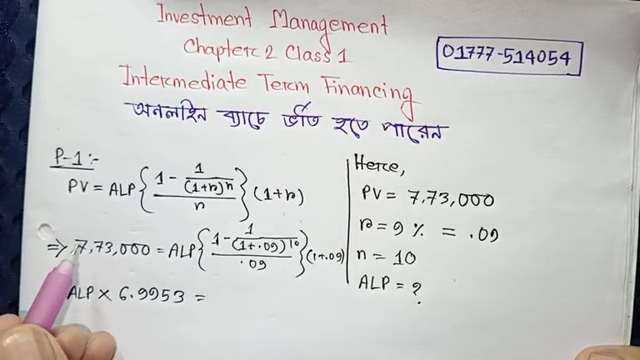 Investment Management
Chapter 2 Class 1
01777-514054
Intermediate Term Financing
অনলাইন ব্যাচে ভর্তি হতে পারেন
P-1:-
PV = ALP { (1 - 1/(1+r)^n) / r } (1+r)
⇒ 7,73,000 = ALP { (1 - 1/(1+.09)^10) / .09 } (1+.09)
ALP × 6.9953 =
Here,
PV = 7,73,000
r = 9 % = .09
n = 10
ALP = ?